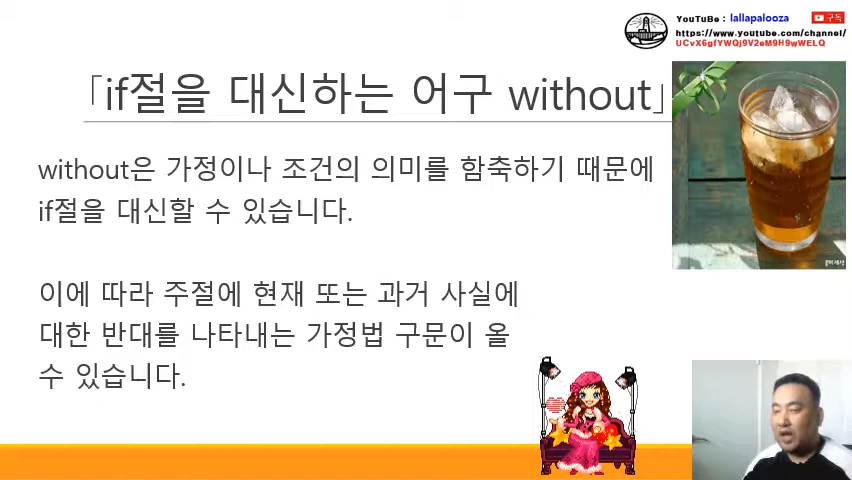 YouTuBe : lallapalooza
구독
https://www.youtube.com/channel/
UCvX6gfYWQj9V2eM9H9wWELQ
「if절을 대신하는 어구 without」
without은 가정이나 조건의 의미를 함축하기 때문에
if절을 대신할 수 있습니다.
이에 따라 주절에 현재 또는 과거 사실에
대한 반대를 나타내는 가정법 구문이 올
수 있습니다.